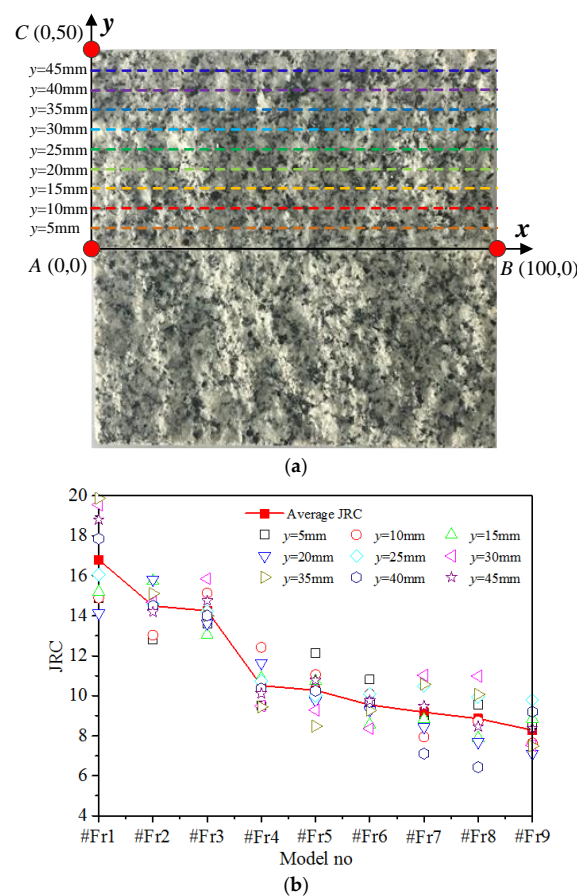 C (0,50)
y
y=45mm
y=40mm
y=35mm
y=30mm
y=25mm
y=20mm
y=15mm
y=10mm
y=5mm
x
A (0,0)
B (100,0)
(a)
20
18
16
14
12
10
8
6
4
JRC
Average JRC
y=5mm y=10mm y=15mm
y=20mm y=25mm y=30mm
y=35mm y=40mm y=45mm
#Fr1 #Fr2 #Fr3 #Fr4 #Fr5 #Fr6 #Fr7 #Fr8 #Fr9
Model no
(b)